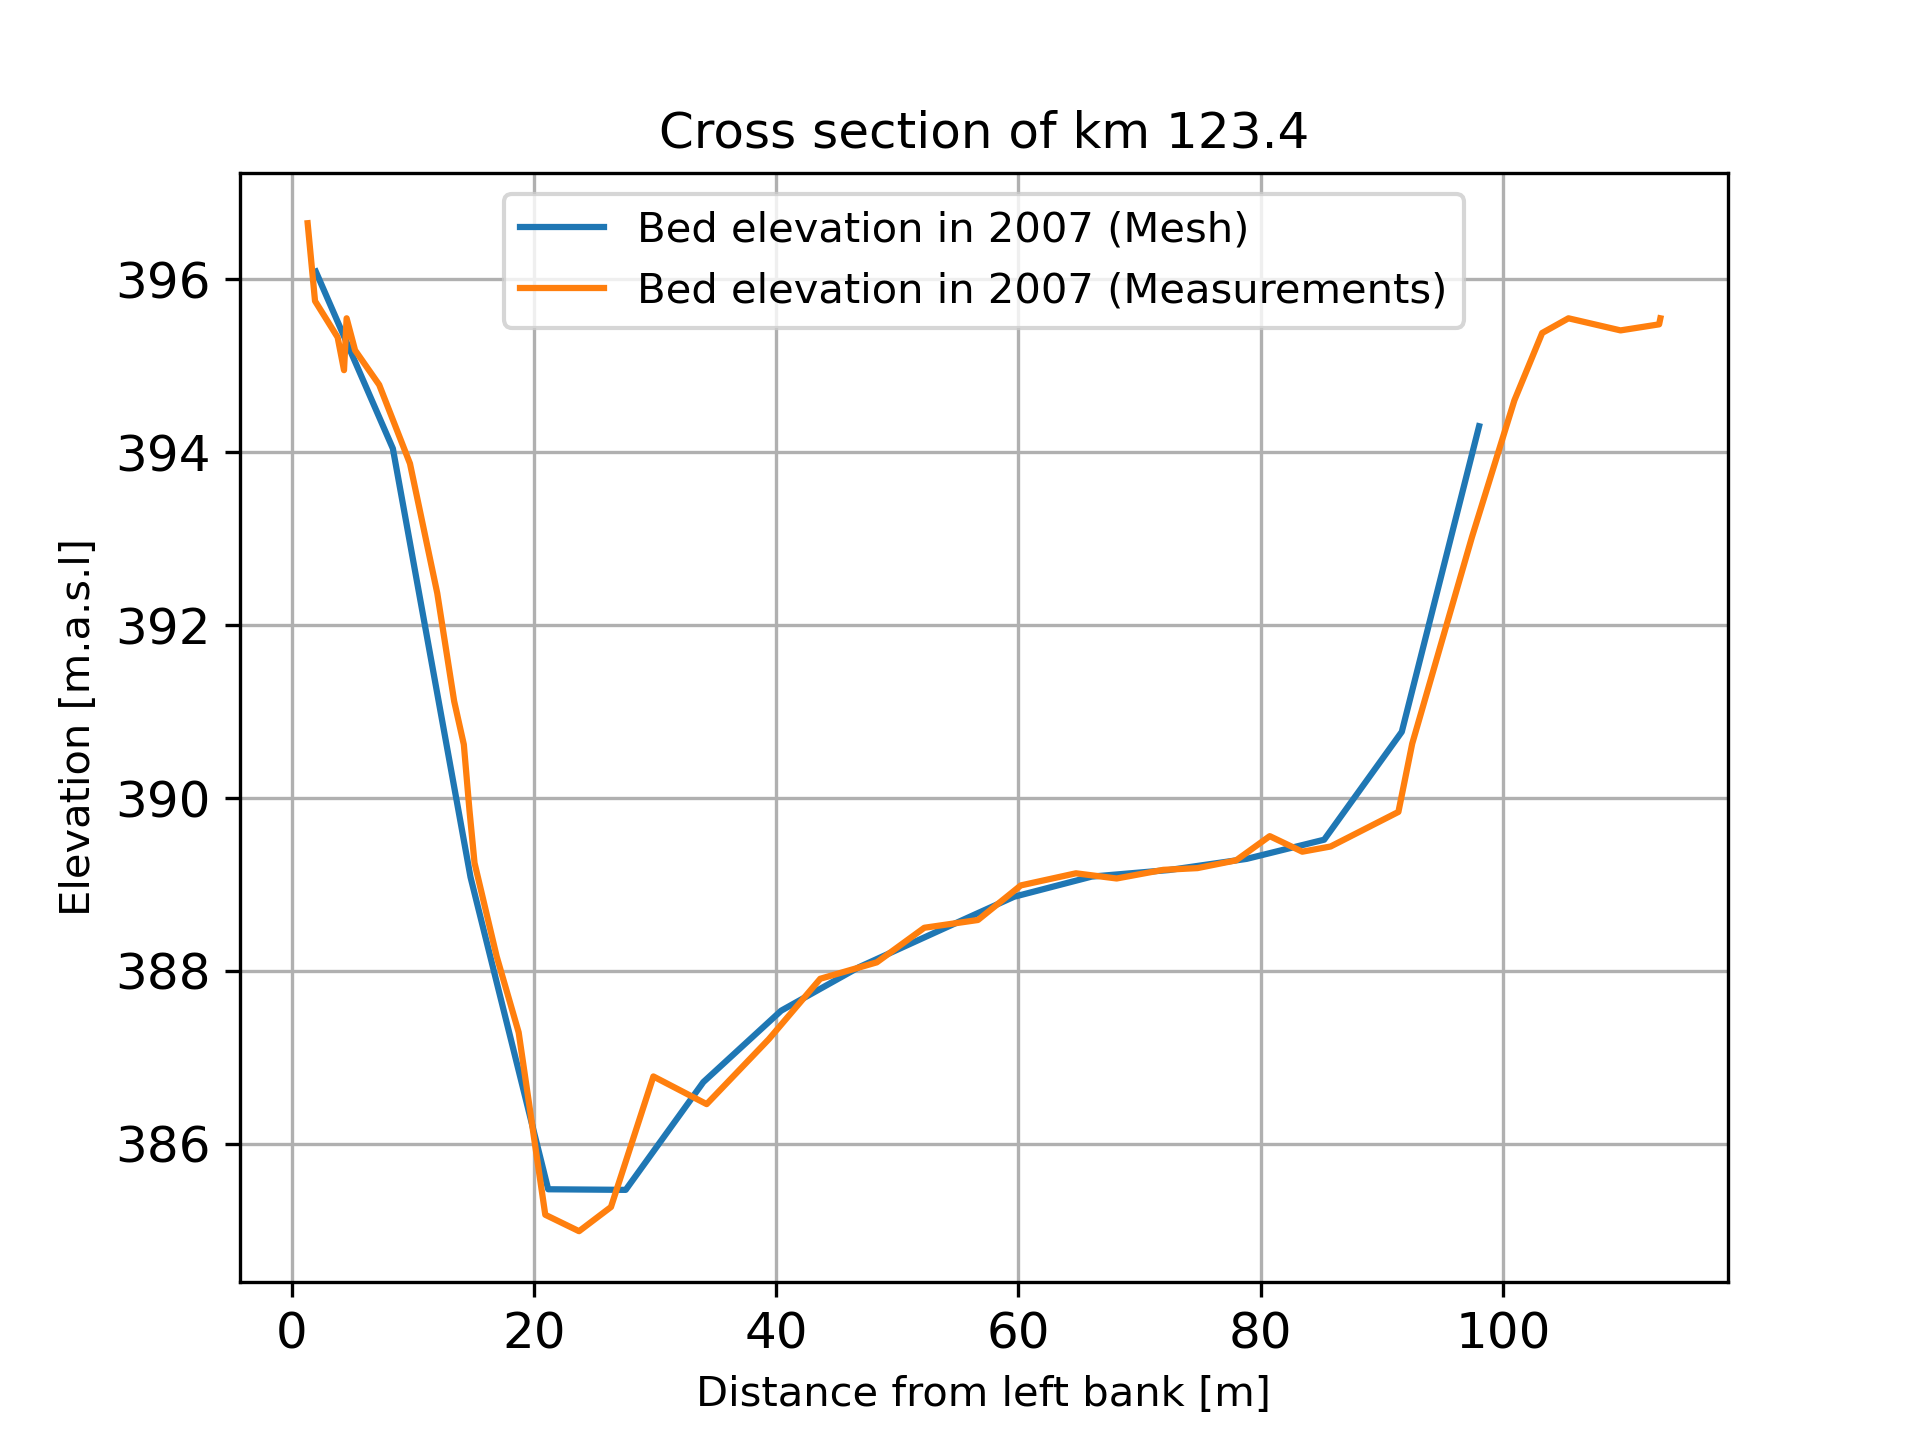 Cross section of km 123.4
Bed elevation in 2007 (Mesh)
Bed elevation in 2007 (Measurements)
396
394
392
390
388
386
Elevation [m.a.s.l]
0 20 40 60 80 100
Distance from left bank [m]